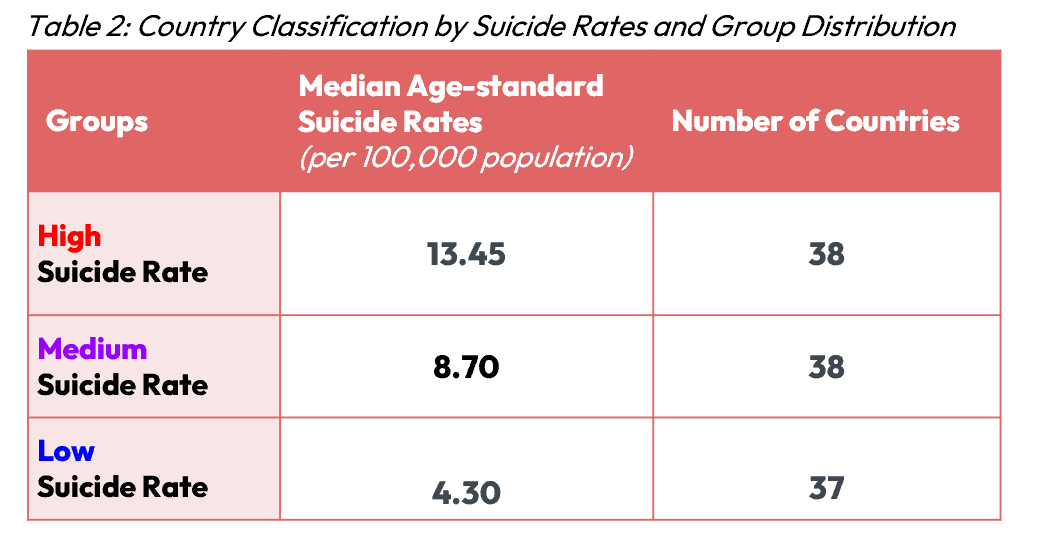 Table 2: Country Classification by Suicide Rates and Group Distribution
Groups
Median Age-standard
Suicide Rates
(per 100,000 population)
Number of Countries
High
Suicide Rate
13.45
38
Medium
Suicide Rate
8.70
38
Low
Suicide Rate
4.30
37